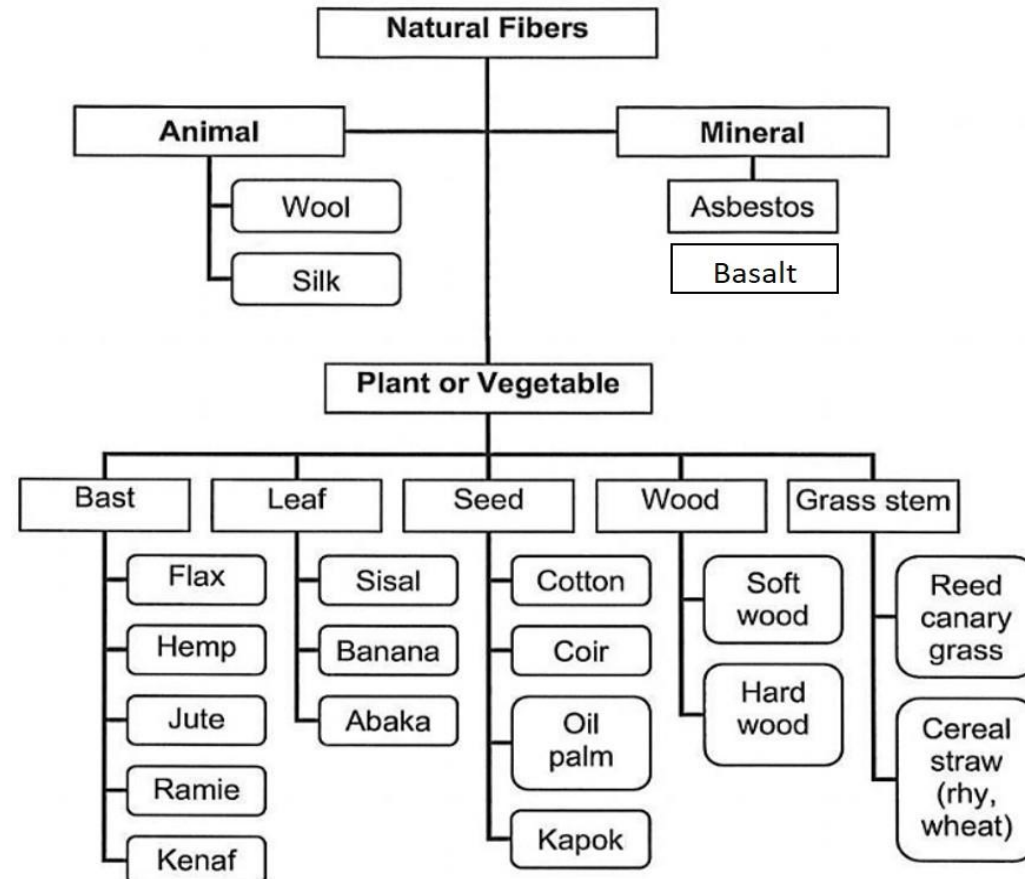 Natural Fibers
Animal
Mineral
Wool
Silk
Asbestos
Basalt
Plant or Vegetable
Bast
Leaf
Seed
Wood
Grass stem
Flax
Hemp
Jute
Ramie
Kenaf
Sisal
Banana
Abaka
Cotton
Coir
Oil
palm
Kapok
Soft
wood
Hard
wood
Reed
canary
grass
Cereal
straw
(rhy,
wheat)